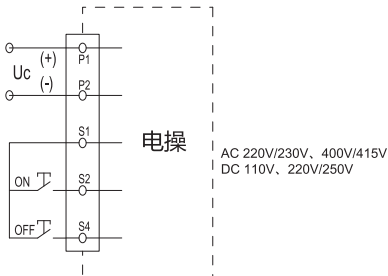 (+)
P1
Uc
(-)
P2
S1
电操
AC 220V/230V、400V/415V
DC 110V、220V/250V
ON
S2
OFF
S4